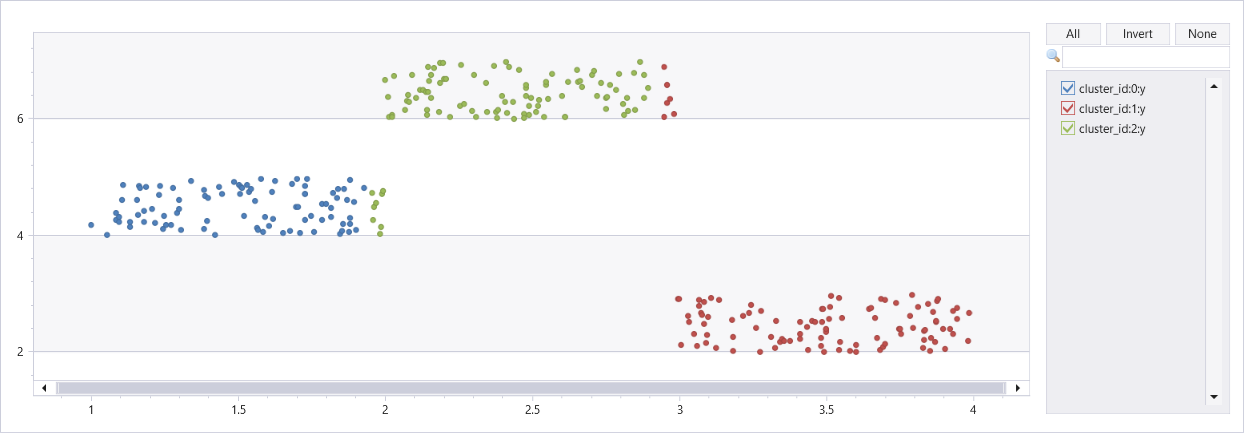 All Invert None
cluster_id:0:y
cluster_id:1:y
cluster_id:2:y
6
4
2
1 1.5 2 2.5 3 3.5 4